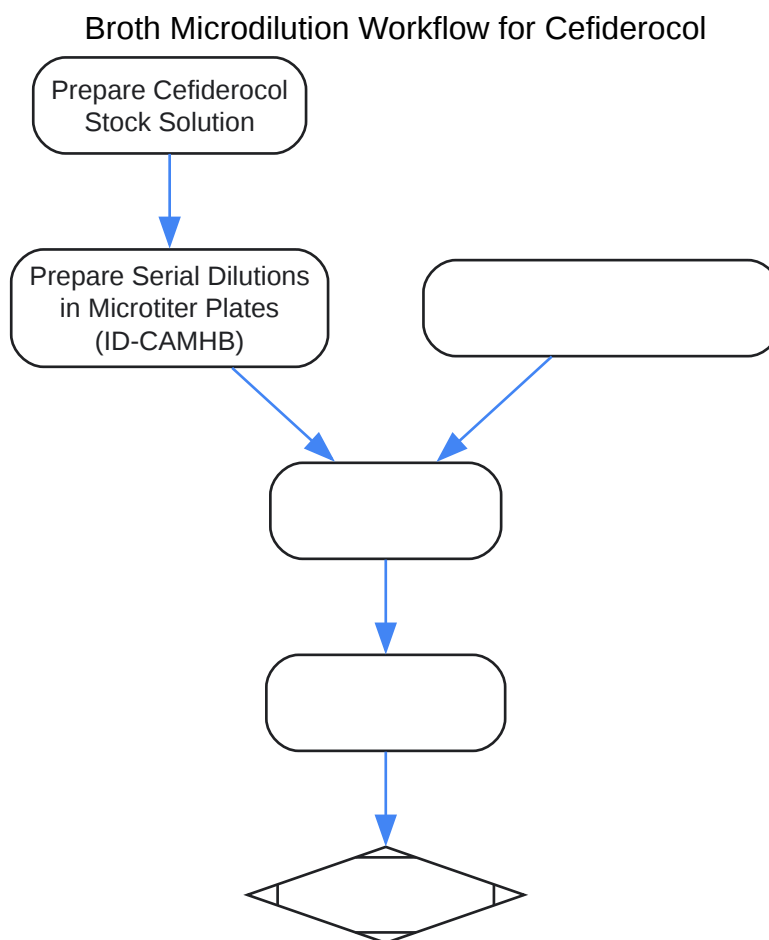 Broth Microdilution Workflow for Cefiderocol
Prepare Cefiderocol
Stock Solution
Prepare Serial Dilutions
in Microtiter Plates
(ID-CAMHB)